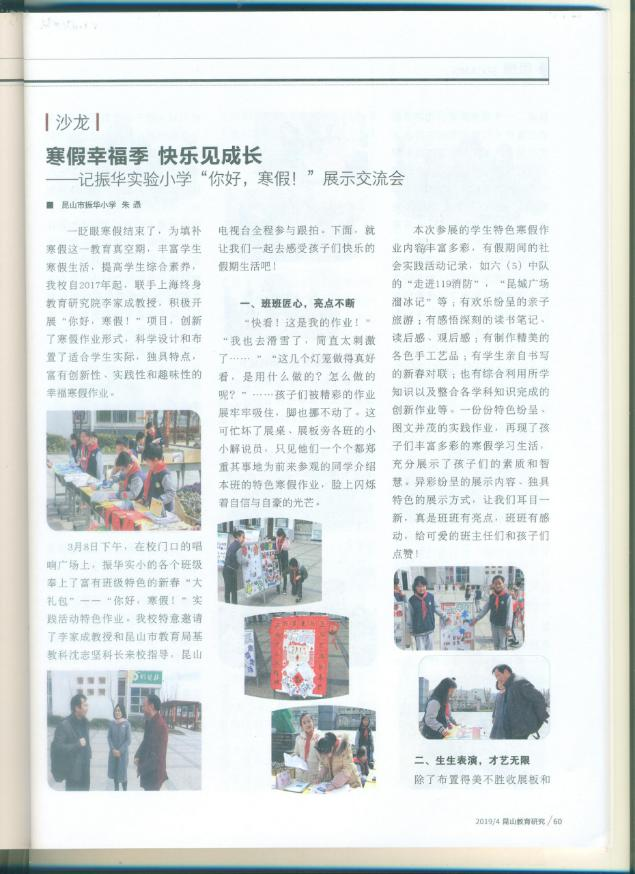 沙龙
寒假幸福季 快乐见成长
——记振华实验小学“你好，寒假！”展示交流会
■ 昆山市振华小学 朱
一眨眼寒假结束了，为填补
寒假这一教育真空期，丰富学生
寒假生活，提高学生综合素养，
我校自2017年起，联手上海终身
教育研究院李家成教授，积极开
展“你好，寒假！”项目，创新
了寒假作业形式，科学设计和布
置了适合学生实际，独具特点，
富有创新性、实践性和趣味性的
幸福寒假作业。
3月8日下午，在校门口的唱
响广场上，振华实小的各个班级
奉上了富有班级特色的新春“大
礼包”——“你好，寒假！”实
践活动特色作业。我校特意邀请
了李家成教授和昆山市教育局基
教科沈志坚科长来校指导，昆山
电视台全程参与跟拍。下面，就
让我们一起去感受孩子们快乐的
假期生活吧！
一、班班匠心，亮点不断
“快看！这是我的作业！”
“我也去滑雪了，简直太刺激
了……”“这几个灯笼做得真好
看，是用什么做的？怎么做的
呢？”……孩子们被精彩的作业
展牢牢吸住，脚也挪不动了。这
可忙坏了展桌、展板旁各班的小
小解说员，只见他们一个个都郑
重其事地为前来参观的同学介绍
本班的特色寒假作业，脸上闪烁
着自信与自豪的光芒。
本次参展的学生特色寒假作
业内容丰富多彩，有假期间的社
会实践活动记录，如六（5）中队
的“走进119消防”，“昆城广场
溜冰记”等；有欢乐纷呈的亲子
旅游；有感悟深刻的读书笔记、
读后感、观后感；有制作精美的
各色手工艺品；有学生亲自书写
的新春对联；也有综合利用所学
知识以及整合各学科知识完成的
创新作业等。一份份特色纷呈、
图文并茂的实践作业，再现了孩
子们丰富多彩的寒假学习生活，
充分展示了孩子们的素质和智
慧。异彩纷呈的展示内容、独具
特色的展示方式，让我们耳目一
新，真是班班有亮点，班班有感
动，给可爱的班主任们和孩子们
点赞！
二、生生表演，才艺无限
除了布置得美不胜收展板和
2019/4 昆山教育研究／60